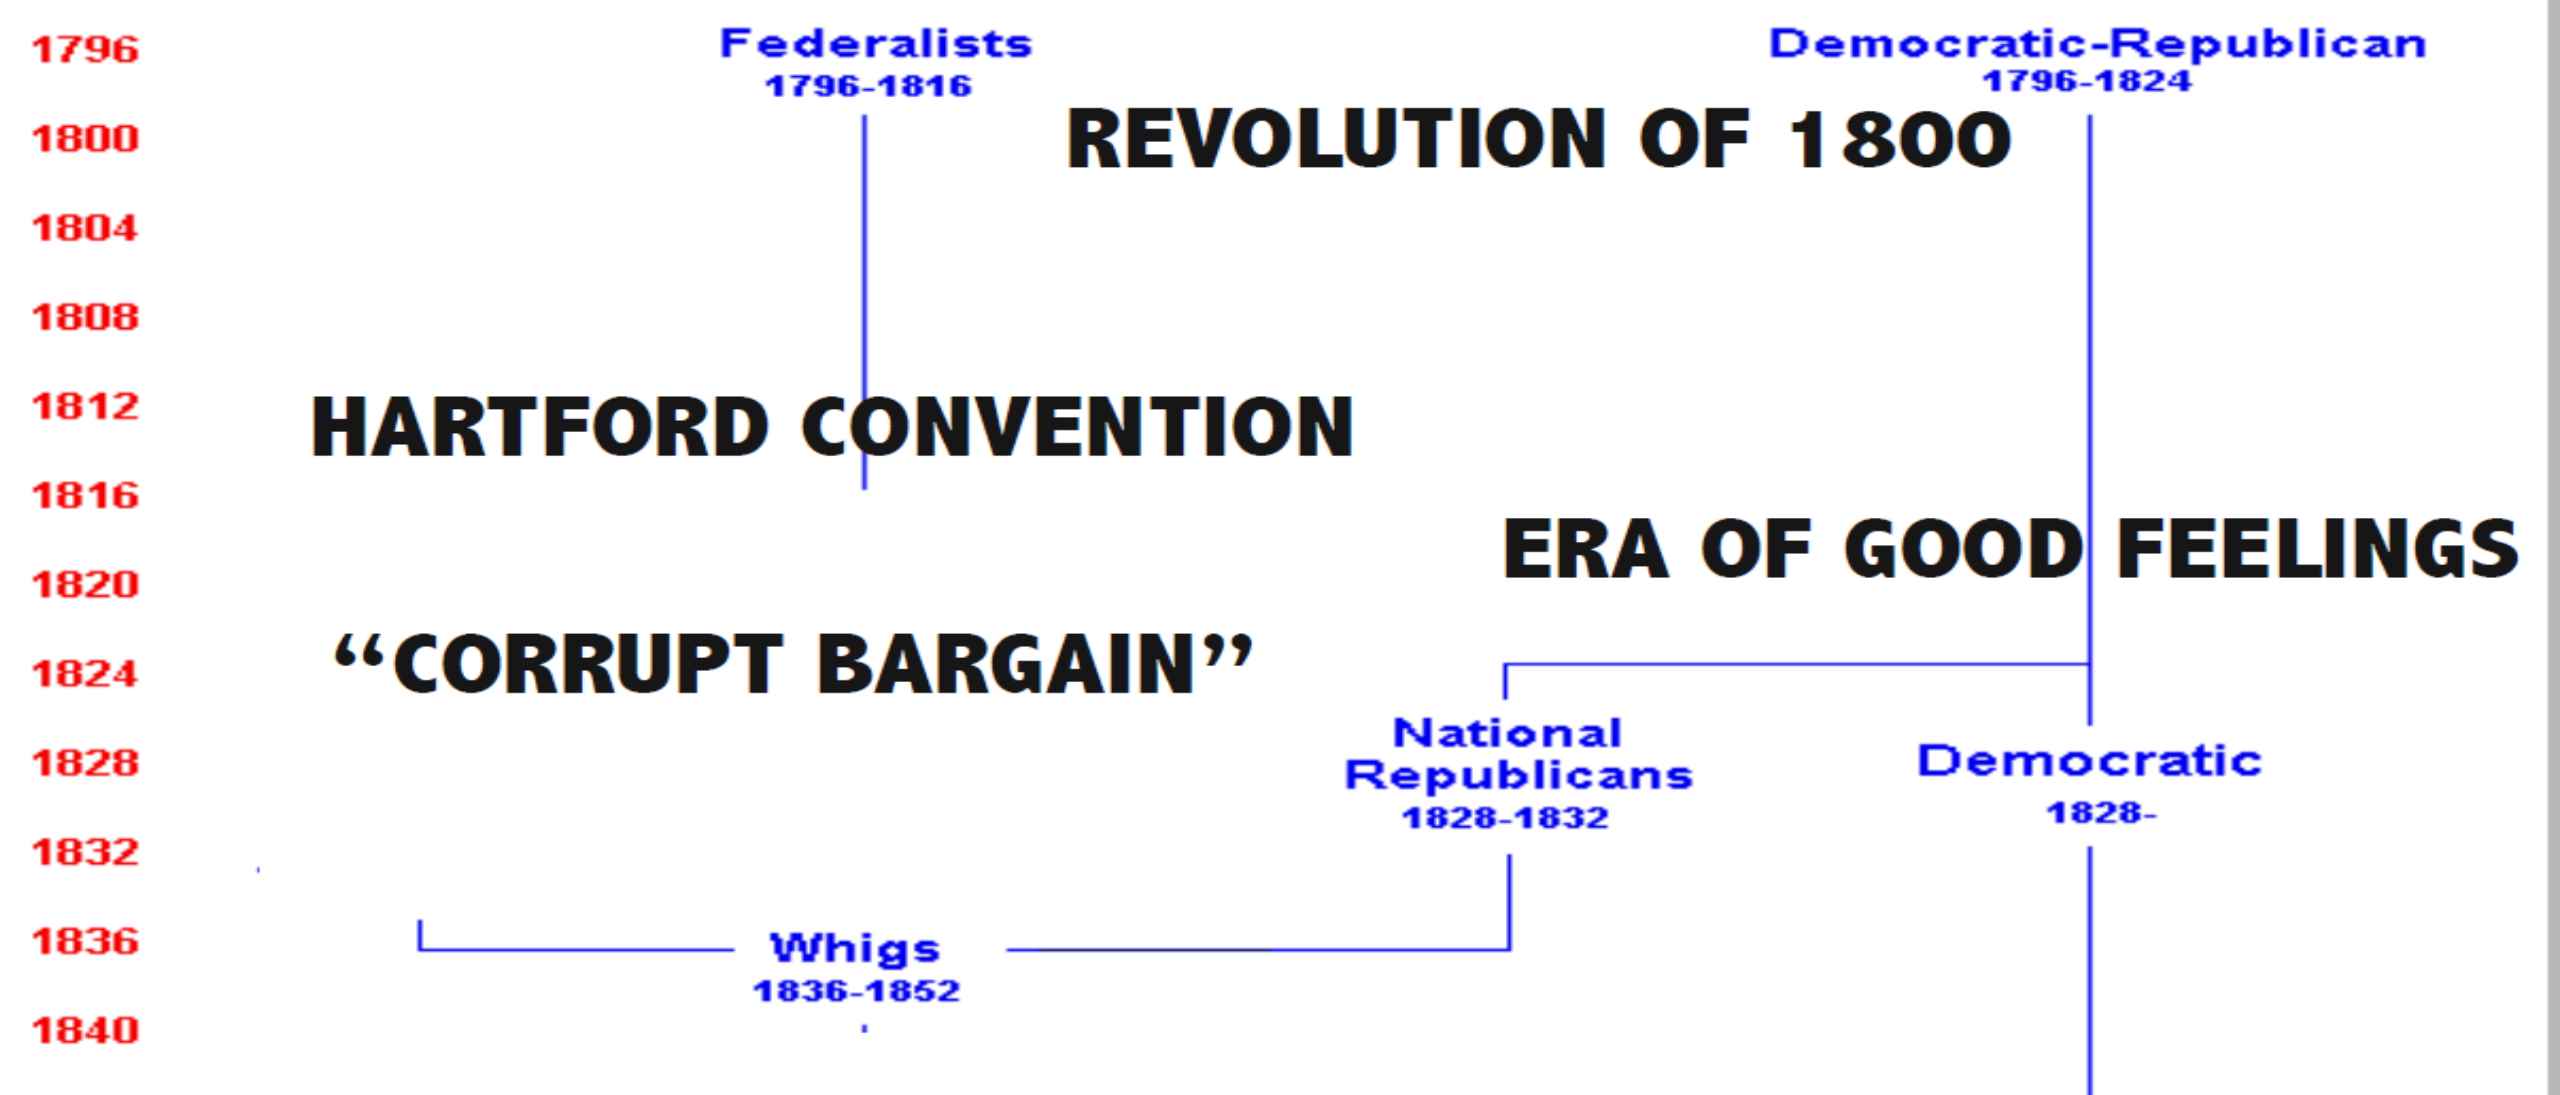 1796
Federalists
1796-1816
Democratic-Republican
1796-1824
1800
REVOLUTION OF 1800
1804
1808
1812
HARTFORD CONVENTION
1816
ERA OF GOOD FEELINGS
1820
1824
“CORRUPT BARGAIN”
National
Republicans
1828-1832
1828
Democratic
1828-
1832
1836
Whigs
1836-1852
1840